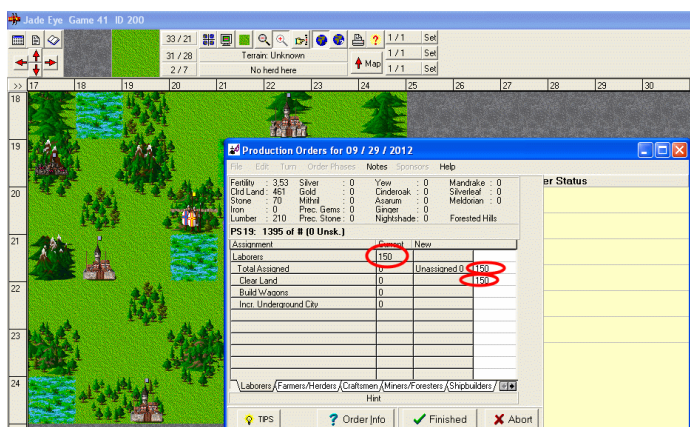 Jade Eye Game 41 ID 200
33 / 21
1 / 1 Set
31 / 28 Terrain: Unknown 1 / 1 Set
2 / 7 No herd here Map 1 / 1 Set
>> 17 18 19 20 21 22 23 24 25 26 27 28 29 30
18
19
20
21
22
23
24
Production Orders for 09 / 29 / 2012
File Edit Turn Order Phases Notes Sponsors Help
er Status
Fertility : 3.53 Silver : 0 Yew : 0 Mandrake : 0
Clrd Land : 461 Gold : 0 Cinderoak : 0 Silverleaf : 0
Stone : 70 Mithril : 0 Asarum : 0 Meldorian : 0
Iron : 0 Prec. Gems : 0 Ginger : 0
Lumber : 210 Prec. Stone : 0 Nightshade : 0 Forested Hills
PS19: 1395 of # (0 Unsk.)
Assignment Current New
Laborers 150
Total Assigned 0 Unassigned 0 150
Clear Land 0 150
Build Wagons 0
Incr. Underground City 0
Laborers Farmers/Herders Craftsmen Miners/Foresters Shipbuilders
Hint
TIPS ? Order Info Finished Abort